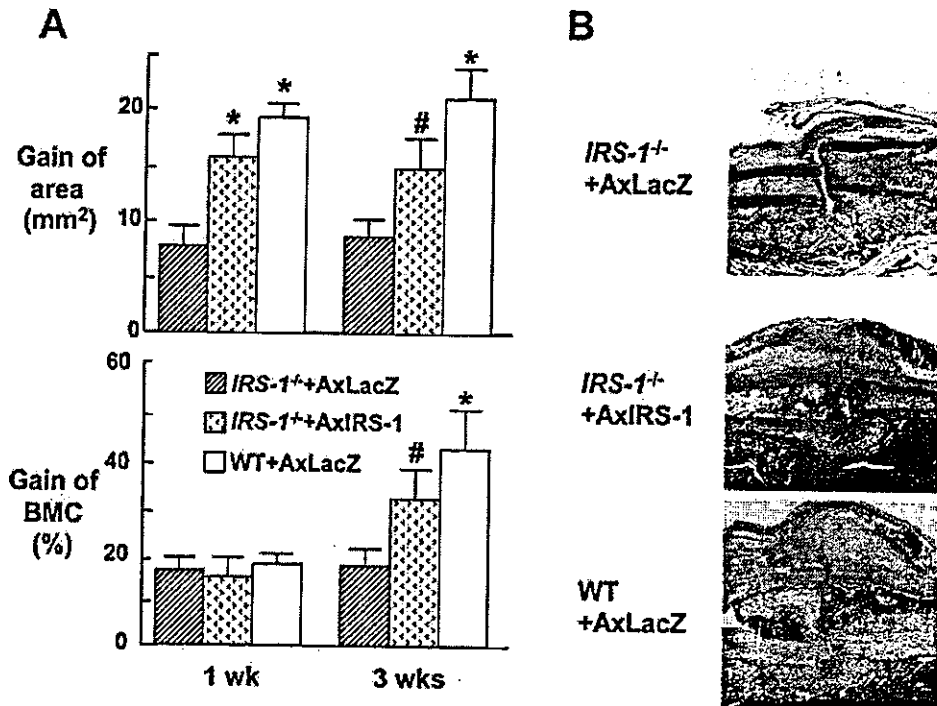 A
Gain of
area
(mm²)
20
10
0
*
*
#
*
Gain of
BMC
(%)
60
40
20
0
IRS-1⁻/⁻+AxLacZ
IRS-1⁻/⁻+AxIRS-1
WT+AxLacZ
#
*
1 wk
3 wks
B
IRS-1⁻/⁻
+AxLacZ
IRS-1⁻/⁻
+AxIRS-1
WT
+AxLacZ